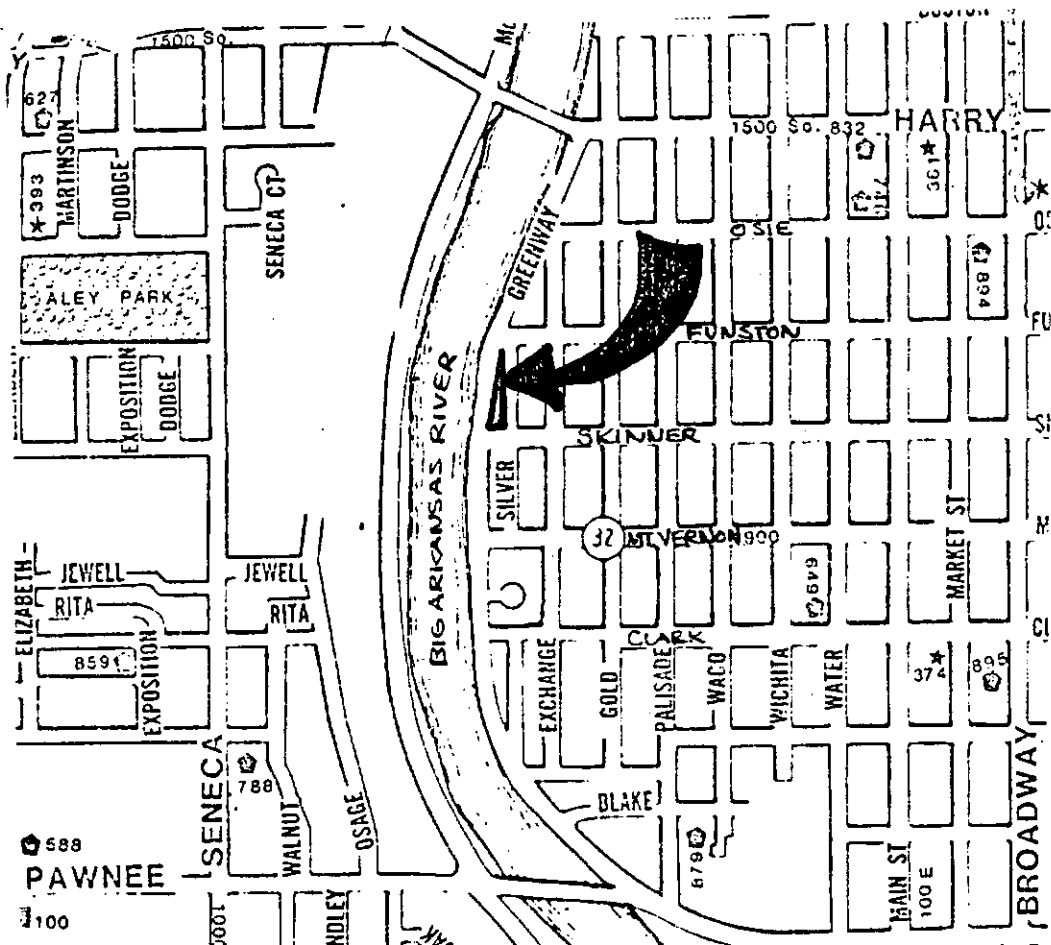 1500 So.
627
MARTINSON
DODGE
393
SENECA CT
ALEY PARK
EXPOSITION
DODGE
GREENWAY
1500 So. 832
HARRY
361
OSIE
894
FUNSTON
FU
BIG ARKANSAS RIVER
SKINNER
SILVER
32
MT VERNON
900
MARKET ST
M
649
ELIZABETH
JEWELL
JEWELL
RITA
RITA
859
EXPOSITION
CLARK
EXCHANGE
GOLD
PALISADE
WACO
WICHITA
WATER
374
895
SENECA
788
WALNUT
OSAGE
BLAKE
879
BROADWAY
588
PAWNEE
100
MAIN ST
100 E
NDLEY